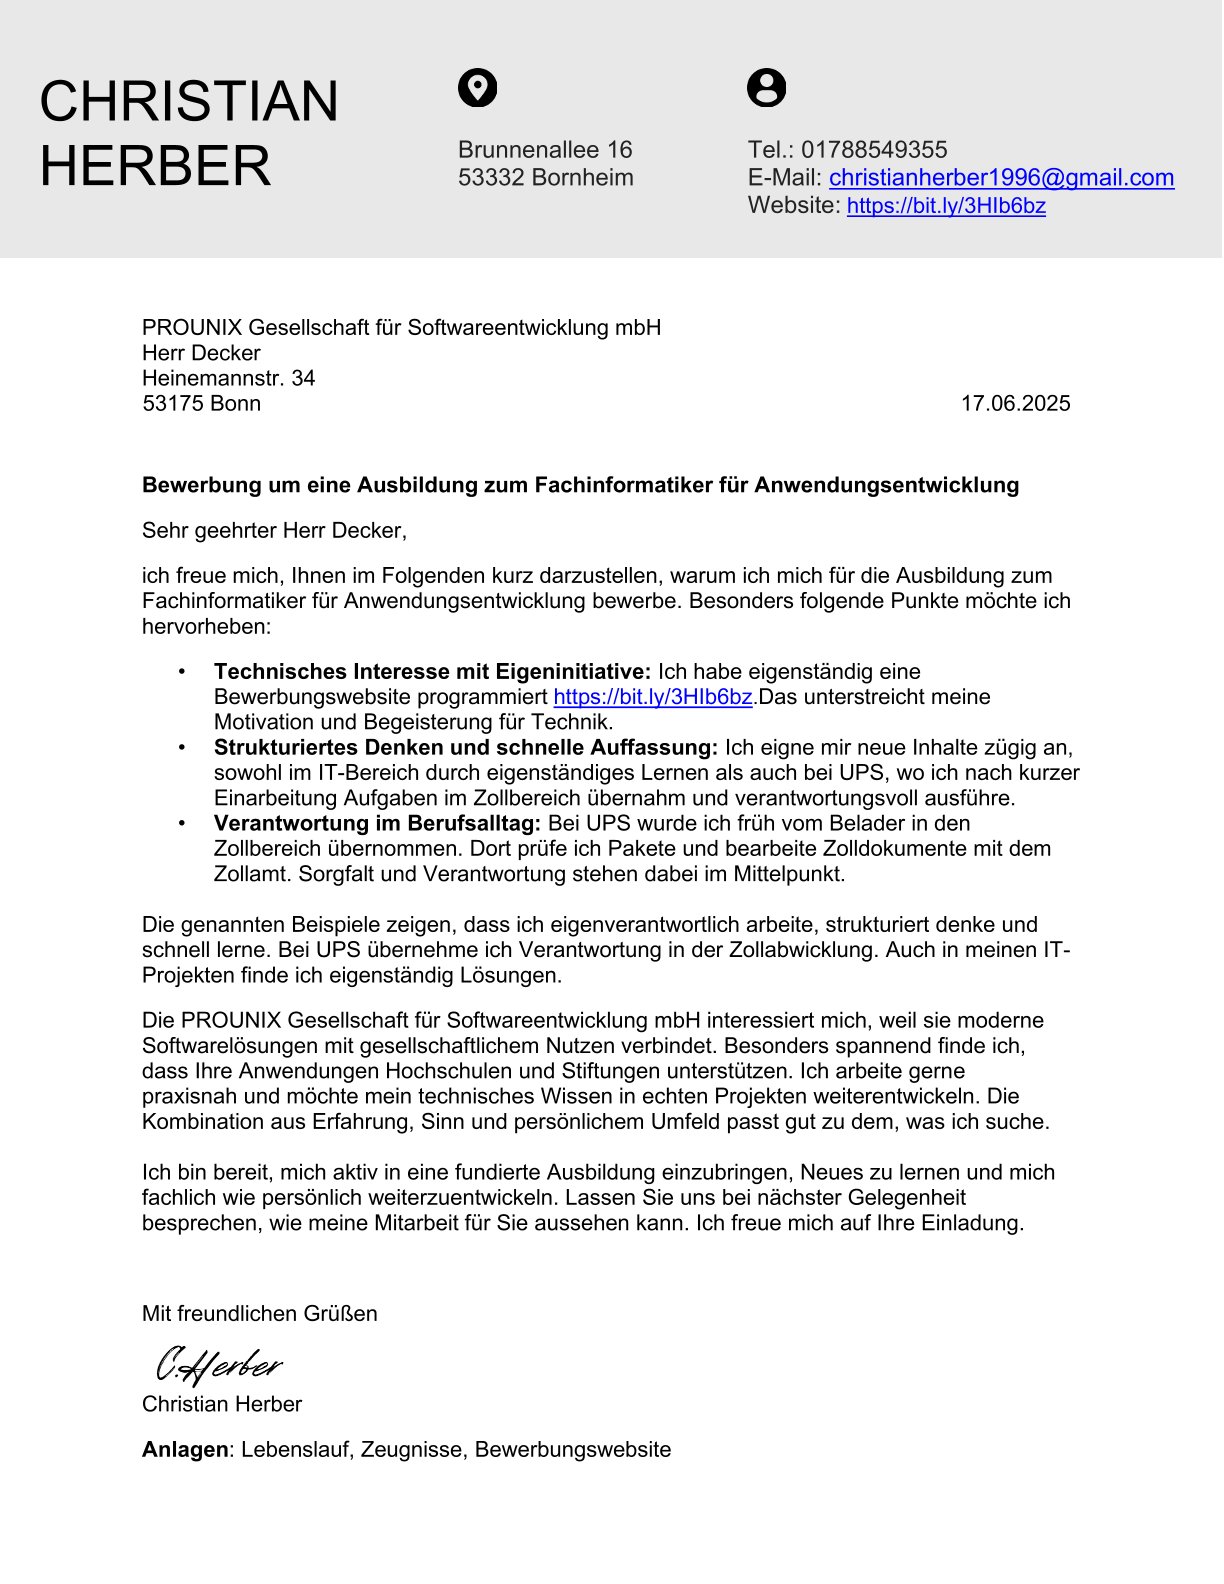 CHRISTIAN
HERBER
Brunnenallee 16
53332 Bornheim
Tel.: 01788549355
E-Mail: christianherber1996@gmail.com
Website: https://bit.ly/3HIb6bz
PROUNIX Gesellschaft für Softwareentwicklung mbH
Herr Decker
Heinemannstr. 34
53175 Bonn 17.06.2025
Bewerbung um eine Ausbildung zum Fachinformatiker für Anwendungsentwicklung
Sehr geehrter Herr Decker,
ich freue mich, Ihnen im Folgenden kurz darzustellen, warum ich mich für die Ausbildung zum
Fachinformatiker für Anwendungsentwicklung bewerbe. Besonders folgende Punkte möchte ich
hervorheben:
• Technisches Interesse mit Eigeninitiative: Ich habe eigenständig eine
Bewerbungswebsite programmiert https://bit.ly/3HIb6bz.Das unterstreicht meine
Motivation und Begeisterung für Technik.
• Strukturiertes Denken und schnelle Auffassung: Ich eigne mir neue Inhalte zügig an,
sowohl im IT-Bereich durch eigenständiges Lernen als auch bei UPS, wo ich nach kurzer
Einarbeitung Aufgaben im Zollbereich übernahm und verantwortungsvoll ausführe.
• Verantwortung im Berufsalltag: Bei UPS wurde ich früh vom Belader in den
Zollbereich übernommen. Dort prüfe ich Pakete und bearbeite Zolldokumente mit dem
Zollamt. Sorgfalt und Verantwortung stehen dabei im Mittelpunkt.
Die genannten Beispiele zeigen, dass ich eigenverantwortlich arbeite, strukturiert denke und
schnell lerne. Bei UPS übernehme ich Verantwortung in der Zollabwicklung. Auch in meinen IT-
Projekten finde ich eigenständig Lösungen.
Die PROUNIX Gesellschaft für Softwareentwicklung mbH interessiert mich, weil sie moderne
Softwarelösungen mit gesellschaftlichem Nutzen verbindet. Besonders spannend finde ich,
dass Ihre Anwendungen Hochschulen und Stiftungen unterstützen. Ich arbeite gerne
praxisnah und möchte mein technisches Wissen in echten Projekten weiterentwickeln. Die
Kombination aus Erfahrung, Sinn und persönlichem Umfeld passt gut zu dem, was ich suche.
Ich bin bereit, mich aktiv in eine fundierte Ausbildung einzubringen, Neues zu lernen und mich
fachlich wie persönlich weiterzuentwickeln. Lassen Sie uns bei nächster Gelegenheit
besprechen, wie meine Mitarbeit für Sie aussehen kann. Ich freue mich auf Ihre Einladung.
Mit freundlichen Grüßen
C.Herber
Christian Herber
Anlagen: Lebenslauf, Zeugnisse, Bewerbungswebsite